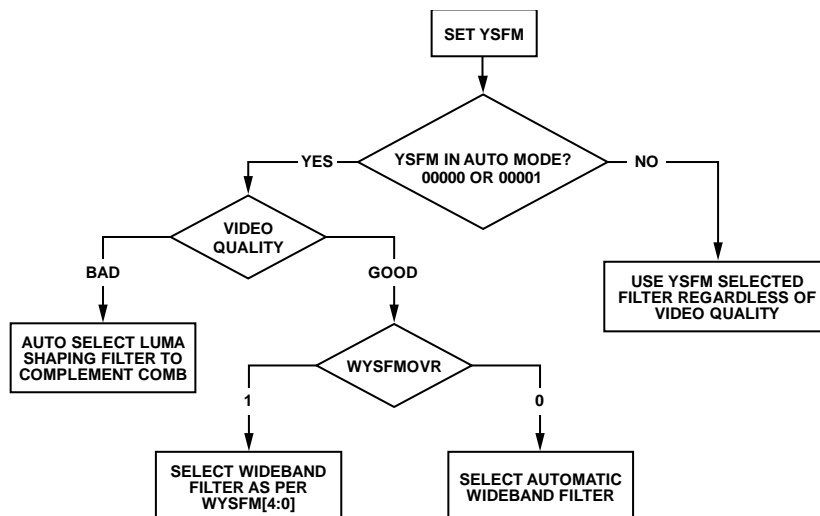 SET YSFM
YSFM IN AUTO MODE?
00000 OR 00001
YES
NO
VIDEO
QUALITY
BAD
GOOD
USE YSFM SELECTED
FILTER REGARDLESS OF
VIDEO QUALITY
AUTO SELECT LUMA
SHAPING FILTER TO
COMPLEMENT COMB
WYSFMOVR
1
0
SELECT WIDEBAND
FILTER AS PER
WYSFM[4:0]
SELECT AUTOMATIC
WIDEBAND FILTER